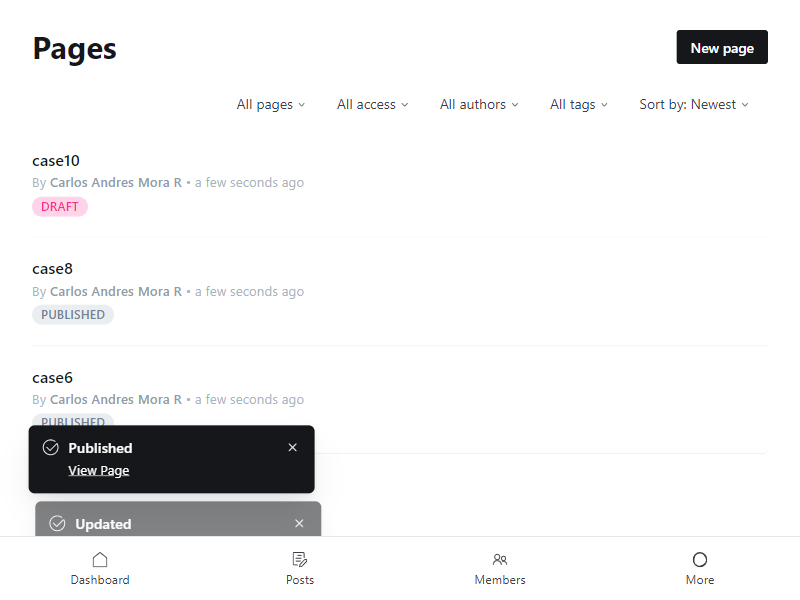 Pages
New page
All pages
All access
All authors
All tags
Sort by: Newest
case10
By Carlos Andres Mora R • a few seconds ago
DRAFT
case8
By Carlos Andres Mora R • a few seconds ago
PUBLISHED
case6
By Carlos Andres Mora R • a few seconds ago
PUBLISHED
Published
View Page
Updated
Dashboard
Posts
Members
More